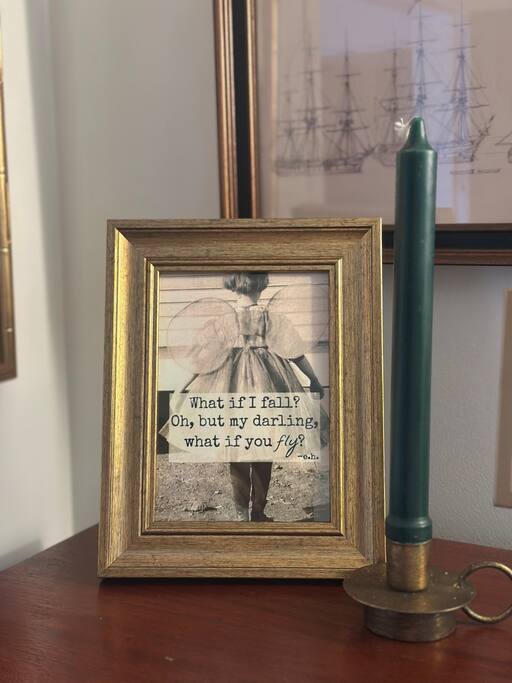 What if I fall?
Oh, but my darling,
what if you fly?
-e.h.